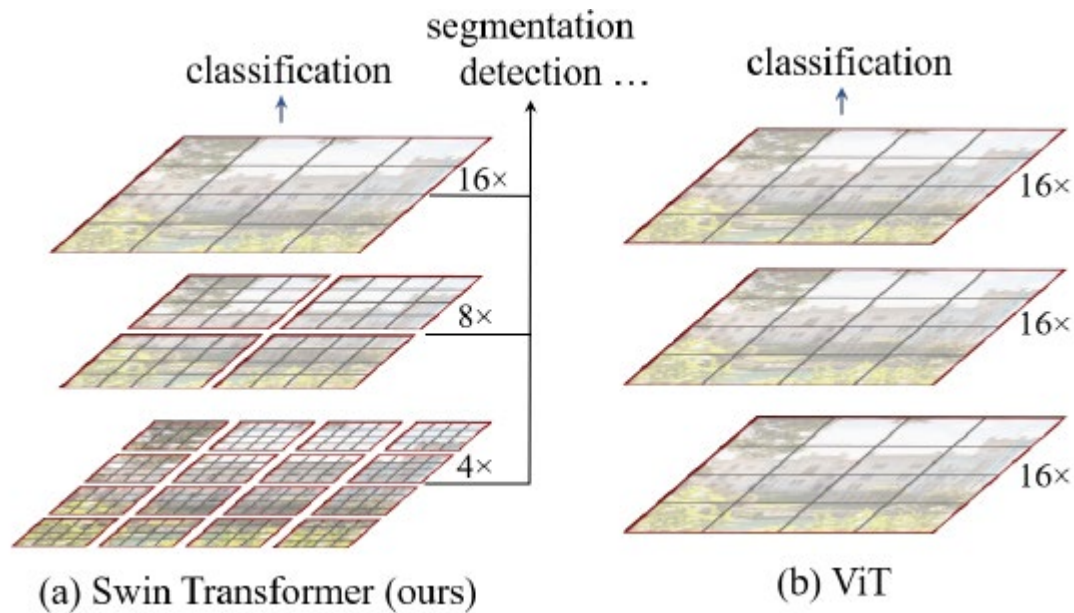 segmentation
detection ...
classification
16×
8×
4×
(a) Swin Transformer (ours)
classification
16×
16×
16×
(b) ViT